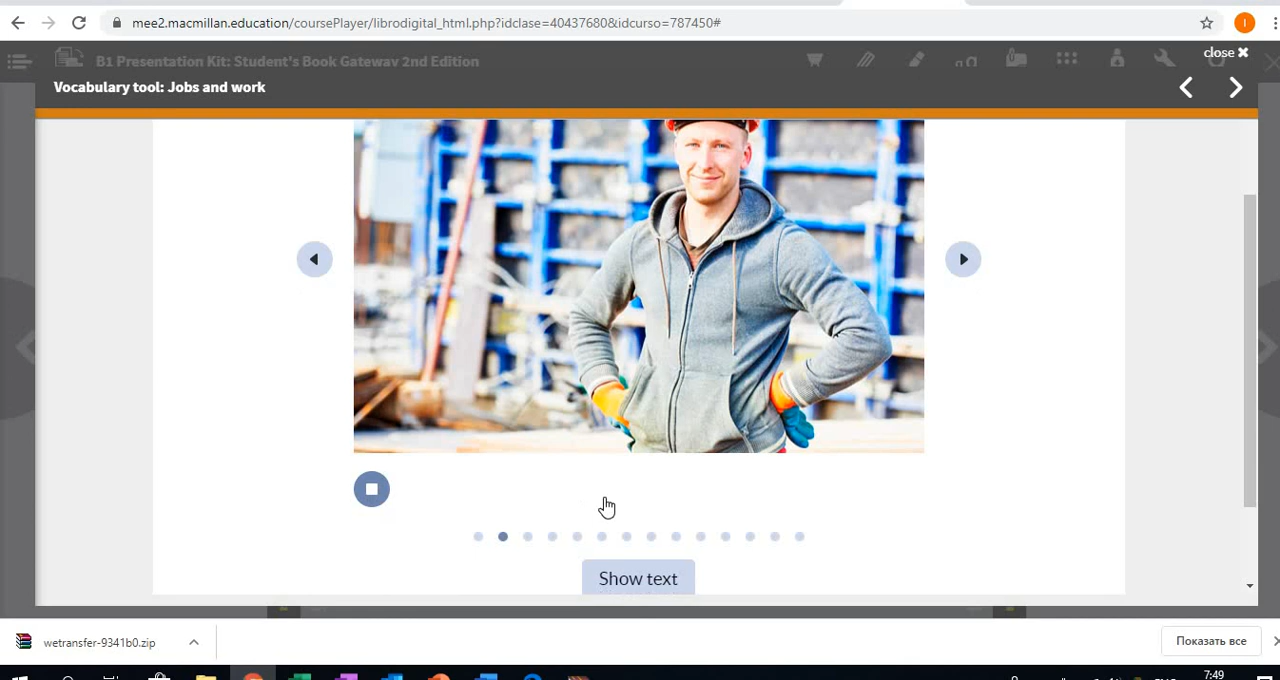 mee2.macmillan.education/coursePlayer/librodigital_html.php?idclase=40437680&idcurso=787450#
I
B1 Presentation Kit: Student's Book Gateway 2nd Edition
close
Vocabulary tool: Jobs and work
Show text
wetransfer-9341b0.zip
Показать все
7:49